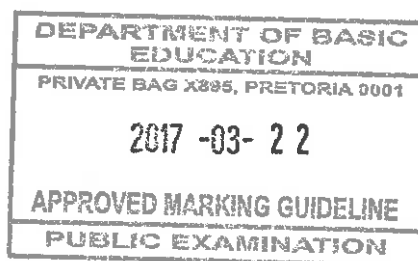 DEPARTMENT OF BASIC
EDUCATION
PRIVATE BAG X895, PRETORIA 0001
2017 -03- 22
APPROVED MARKING GUIDELINE
PUBLIC EXAMINATION